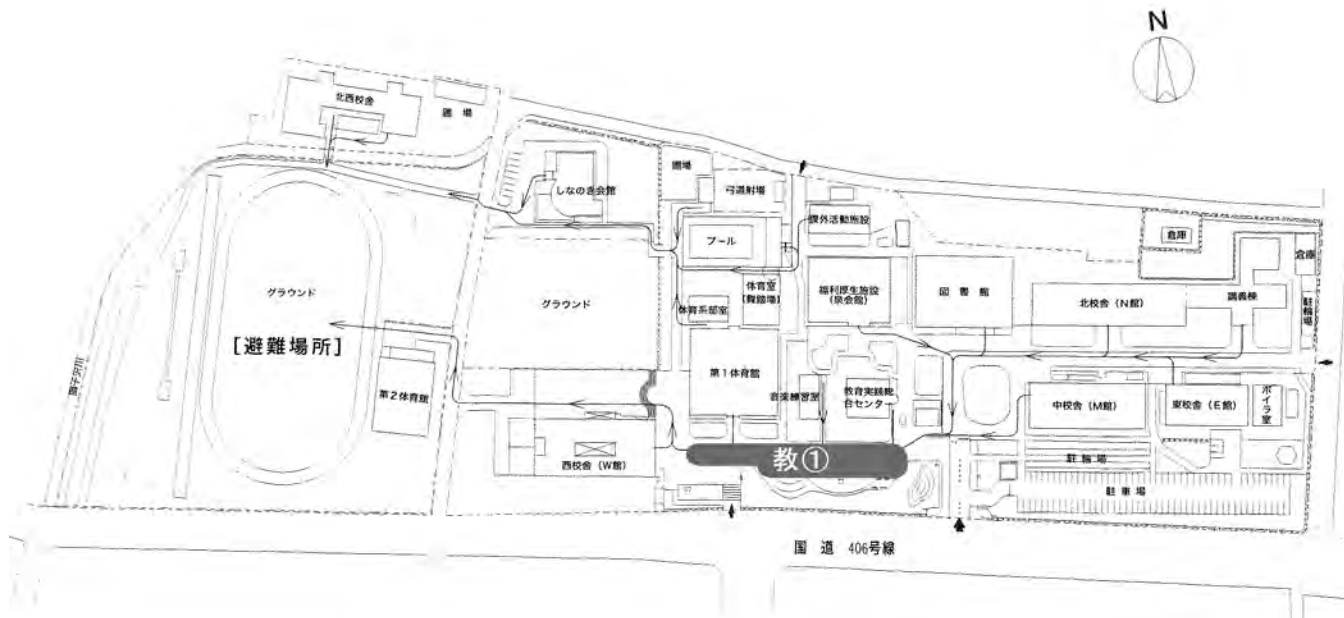 N
北西校舎
圃 場
しなのき会館
圃場
弓道射場
課外活動施設
プール
倉庫
倉庫
グラウンド
グラウンド
体育系部室
体育室
(舞踊場)
福利厚生施設
(泉会館)
図 書 館
北校舎(N館)
講義棟
駐輪場
[避難場所]
第2体育館
第1体育館
音楽練習室
教育実践総
合センター
中校舎(M館)
東校舎(E館)
ボイラ室
西校舎(W館)
教①
駐 輪 場
駐 車 場
国 道 406号線